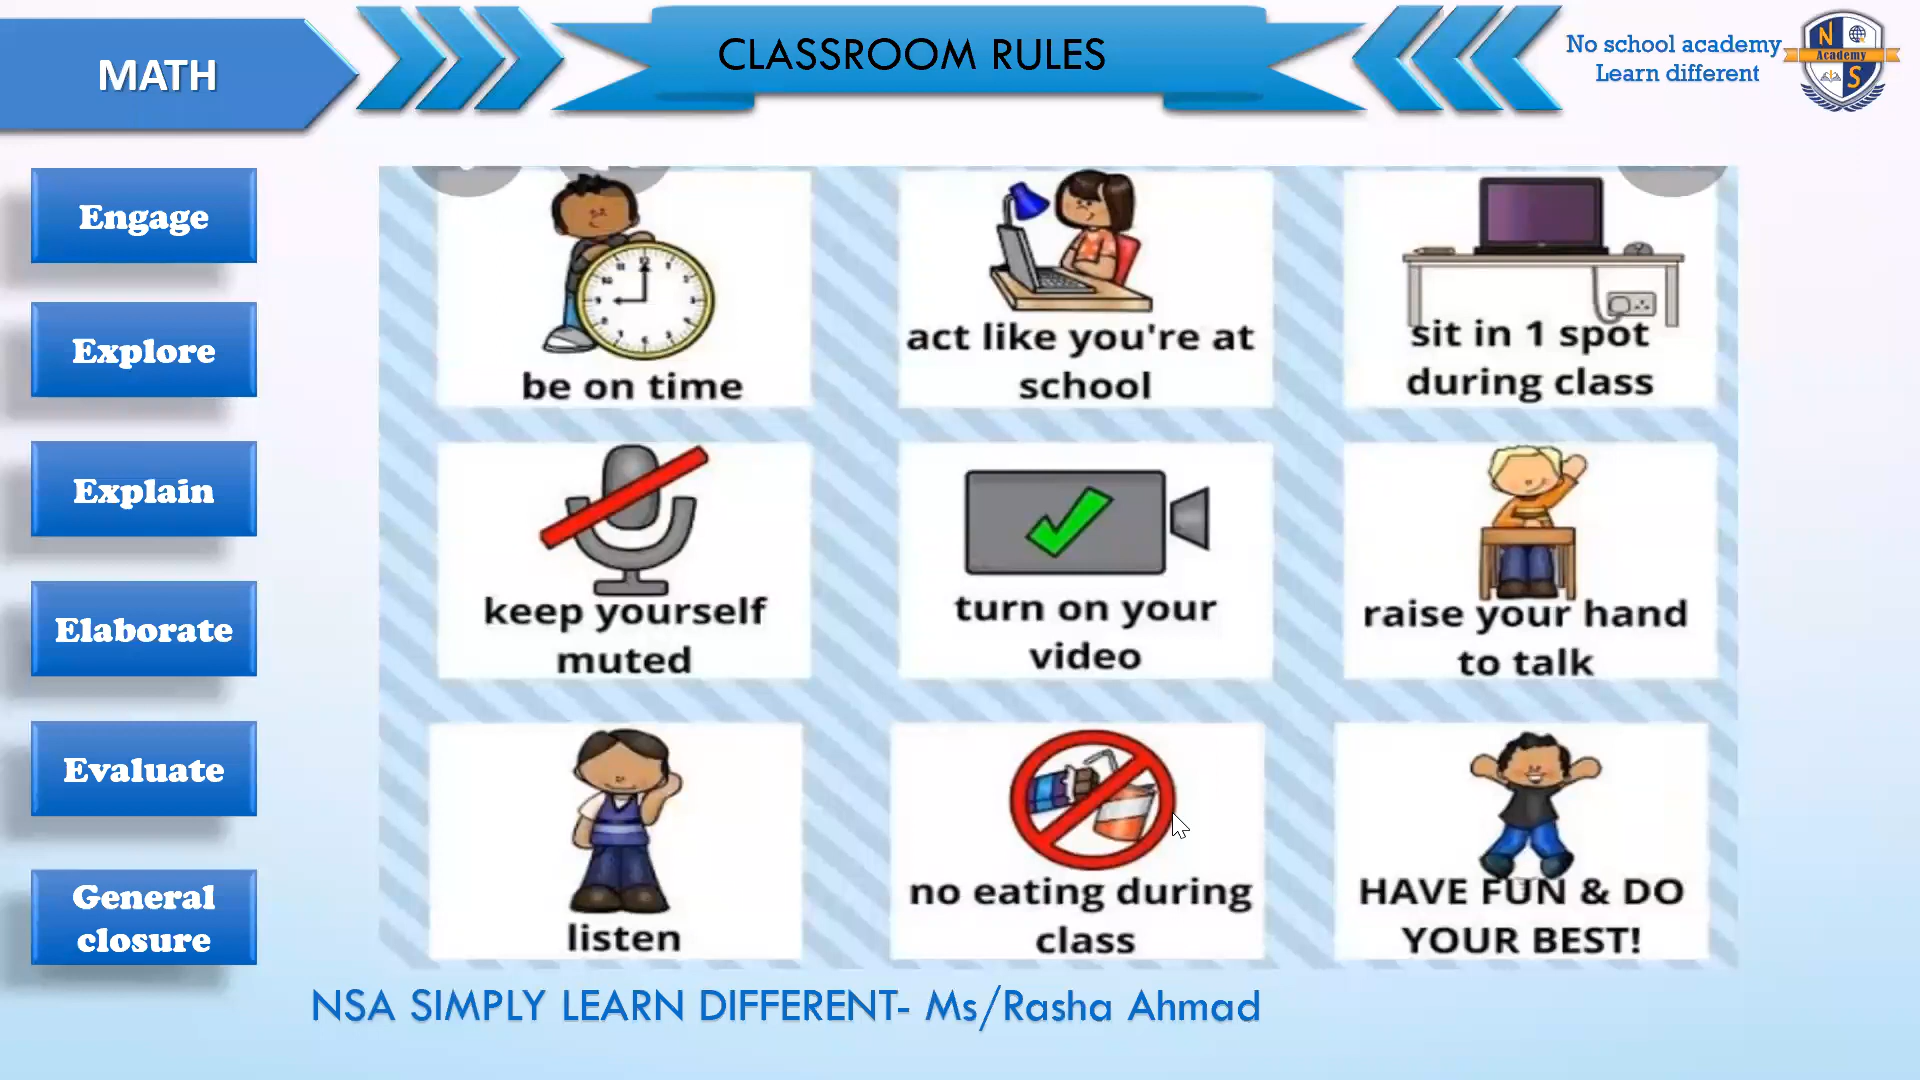 MATH
CLASSROOM RULES
No school academy
Learn different
N
Academy
S
Engage
Explore
Explain
Elaborate
Evaluate
General
closure
be on time
act like you're at
school
sit in 1 spot
during class
keep yourself
muted
turn on your
video
raise your hand
to talk
listen
no eating during
class
HAVE FUN & DO
YOUR BEST!
NSA SIMPLY LEARN DIFFERENT- Ms/Rasha Ahmad